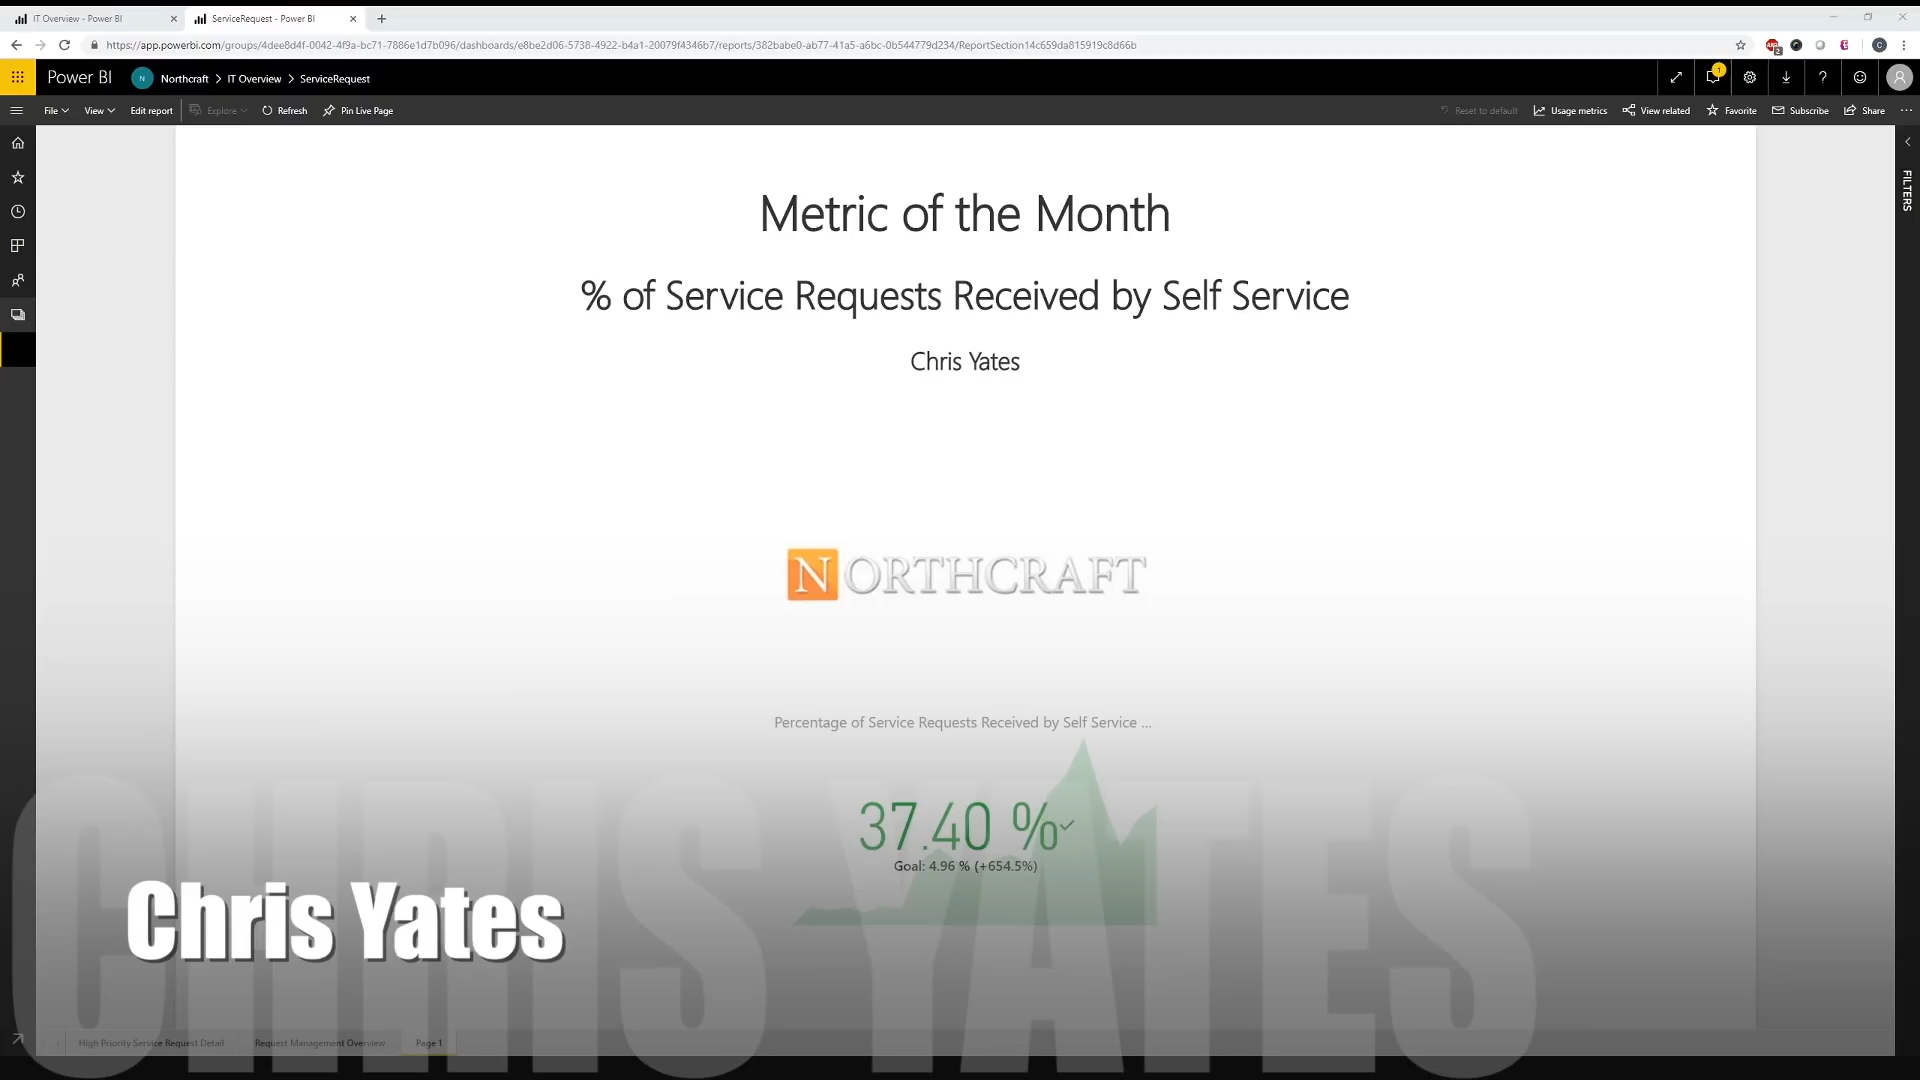 IT Overview - Power BI
ServiceRequest - Power BI
https://app.powerbi.com/groups/4dee8d4f-0042-4f9a-bc71-7886e1d7b096/dashboards/e8be2d06-5738-4922-b4a1-20079f4346b7/reports/382babe0-ab77-41a5-a6bc-0b544779d234/ReportSection14c659da815919c8d66b
Power BI
N
Northcraft
IT Overview
ServiceRequest
1
File
View
Edit report
Explore
Refresh
Pin Live Page
Reset to default
Usage metrics
View related
Favorite
Subscribe
Share
FILTERS
Metric of the Month
% of Service Requests Received by Self Service
Chris Yates
NORTHCRAFT
Percentage of Service Requests Received by Self Service ...
37.40 %
Goal: 4.96 % (+654.5%)
CHRIS YATES
Chris Yates
High Priority Service Request Detail
Request Management Overview
Page 1